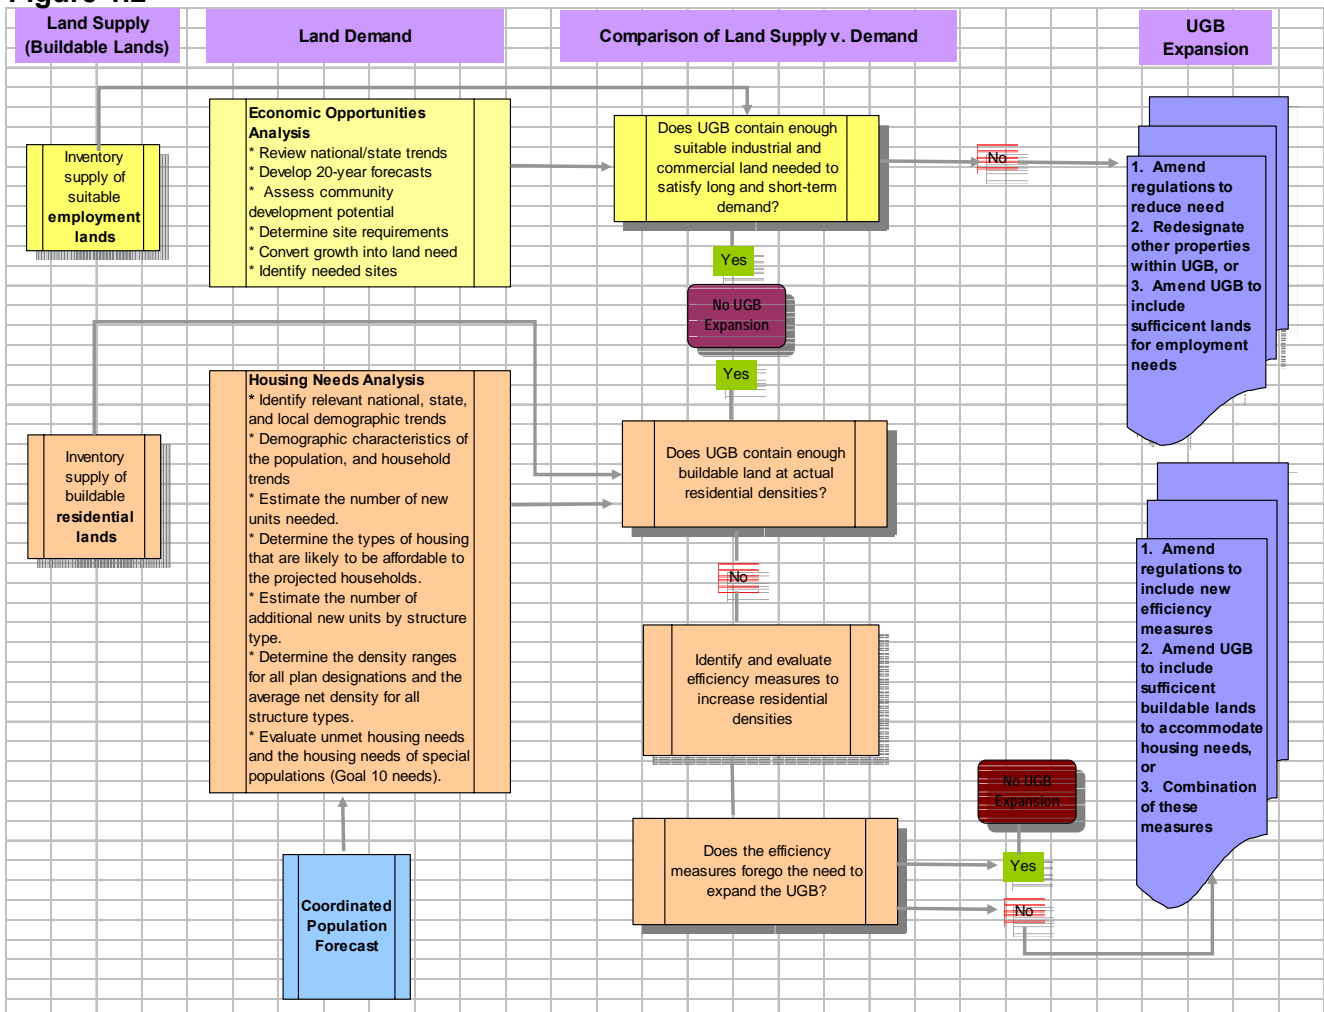 Land Supply
(Buildable Lands)
Land Demand
Comparison of Land Supply v. Demand
UGB
Expansion
Inventory
supply of
suitable
employment
lands
Economic Opportunities
Analysis
* Review national/state trends
* Develop 20-year forecasts
* Assess community
development potential
* Determine site requirements
* Convert growth into land need
* Identify needed sites
Does UGB contain enough
suitable industrial and
commercial land needed to
satisfy long and short-term
demand?
No
1. Amend
regulations to
reduce need
2. Redesignate
other properties
within UGB, or
3. Amend UGB to
include
sufficicent lands
for employment
needs
Yes
No UGB
Expansion
Yes
Inventory
supply of
buildable
residential
lands
Housing Needs Analysis
* Identify relevant national, state,
and local demographic trends
* Demographic characteristics of
the population, and household
trends
* Estimate the number of new
units needed.
* Determine the types of housing
that are likely to be affordable to
the projected households.
* Estimate the number of
additional new units by structure
type.
* Determine the density ranges
for all plan designations and the
average net density for all
structure types.
* Evaluate unmet housing needs
and the housing needs of special
populations (Goal 10 needs).
Does UGB contain enough
buildable land at actual
residential densities?
No
Identify and evaluate
efficiency measures to
increase residential
densities
1. Amend
regulations to
include new
efficiency
measures
2. Amend UGB
to include
sufficicent
buildable lands
to accommodate
housing needs,
or
3. Combination
of these
measures
No UGB
Expansion
Does the efficiency
measures forego the need to
expand the UGB?
Yes
No
Coordinated
Population
Forecast